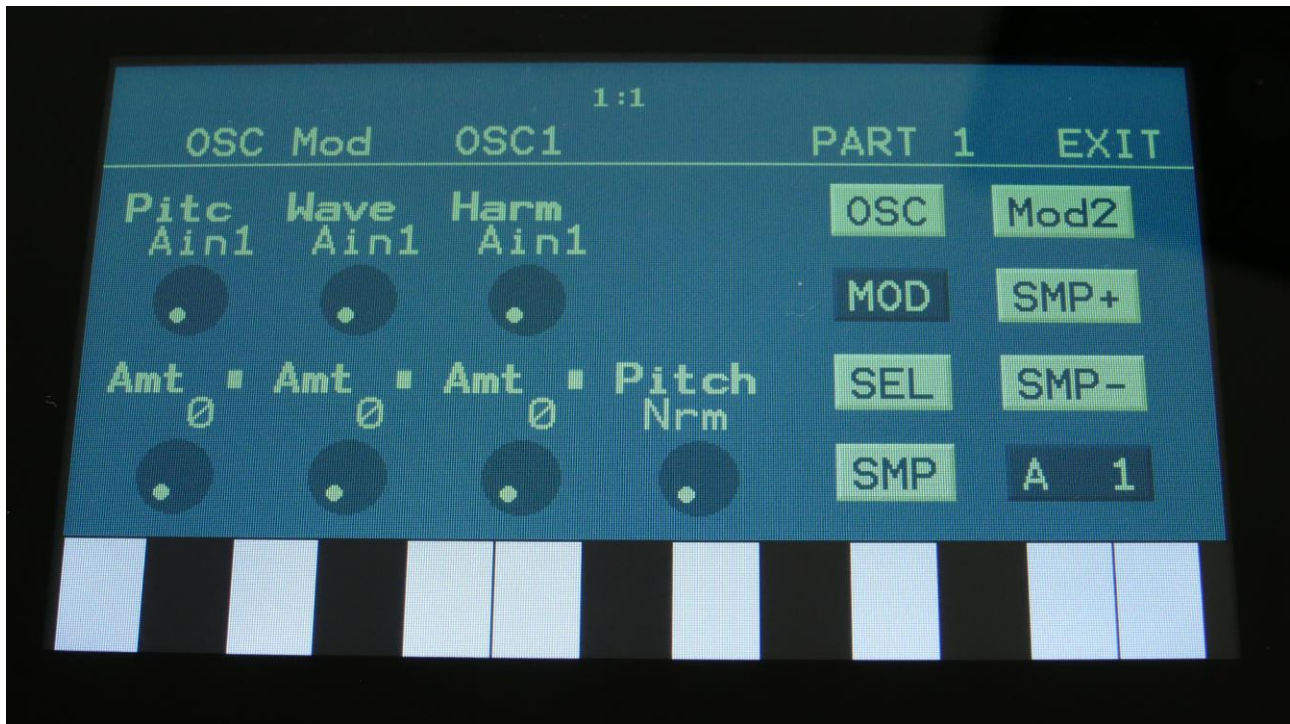 1:1
OSC Mod OSC1 PART 1 EXIT
Pitc Wave Harm OSC Mod2
Ain1 Ain1 Ain1
MOD SMP+
Amt Amt Amt Pitch SEL SMP-
0 0 0 Nrm
SMP A 1